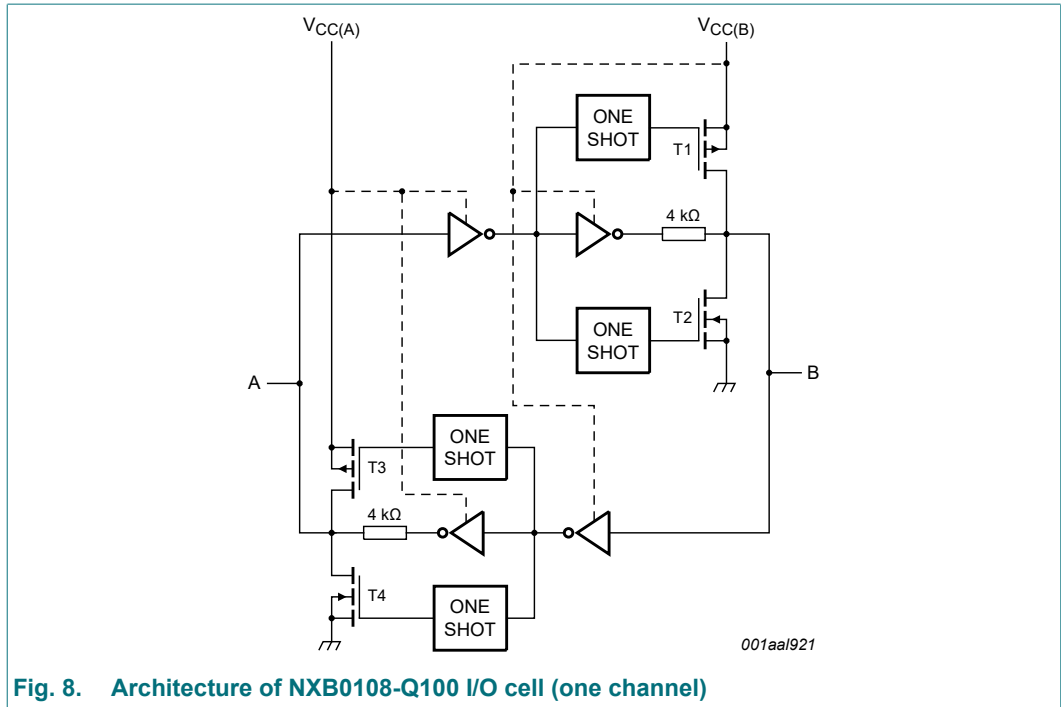 VCC(A)
VCC(B)
ONE
SHOT
T1
4 kΩ
ONE
SHOT
T2
A
B
ONE
SHOT
T3
4 kΩ
T4
ONE
SHOT
001aal921
Fig. 8. Architecture of NXB0108-Q100 I/O cell (one channel)